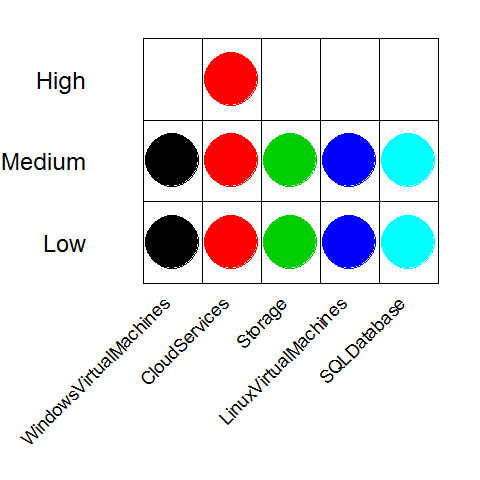 High
Medium
Low
WindowsVirtualMachines
CloudServices
Storage
LinuxVirtualMachines
SQLDatabase